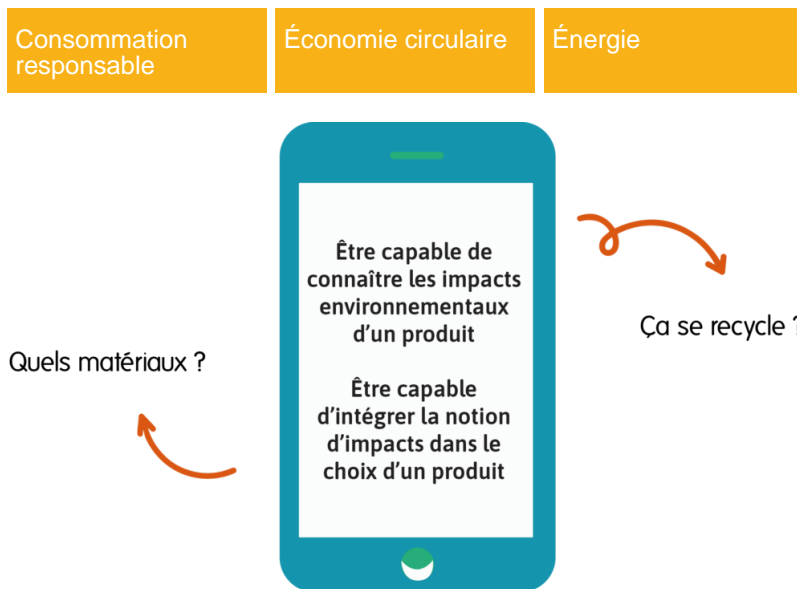 Consommation
responsable
Économie circulaire
Énergie
Être capable de
connaître les impacts
environnementaux
d'un produit
Ça se recycle ?
Quels matériaux ?
Être capable
d'intégrer la notion
d'impacts dans le
choix d'un produit